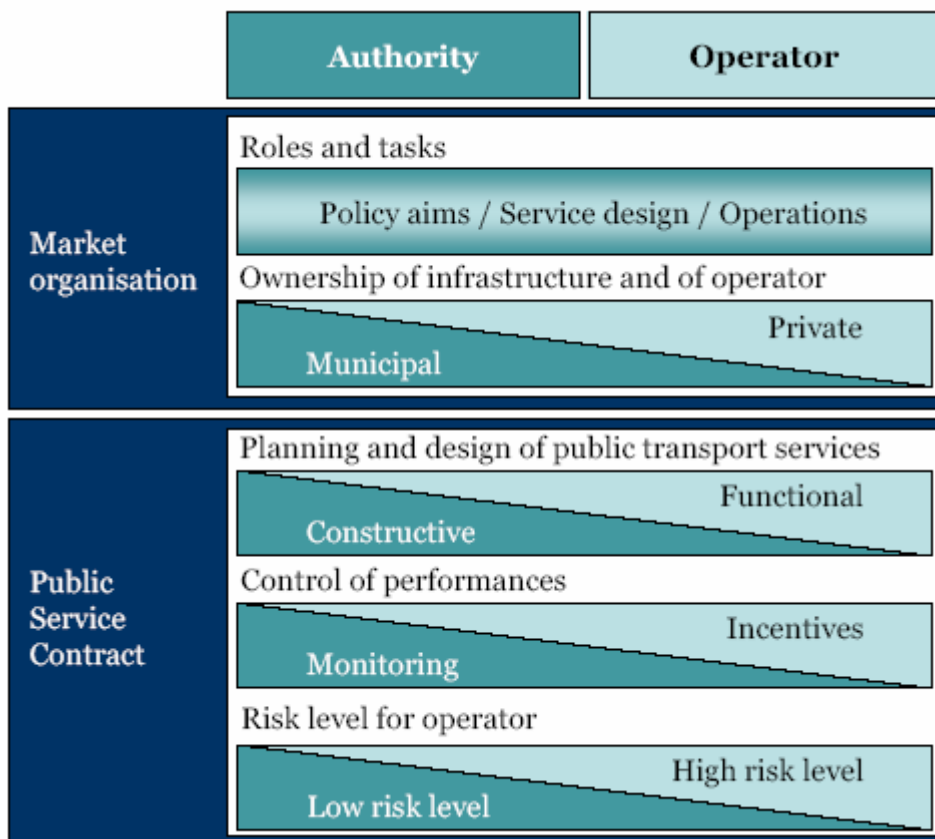 Authority
Operator
Market
organisation
Roles and tasks
Policy aims / Service design / Operations
Ownership of infrastructure and of operator
Private
Municipal
Public
Service
Contract
Planning and design of public transport services
Functional
Constructive
Control of performances
Incentives
Monitoring
Risk level for operator
High risk level
Low risk level